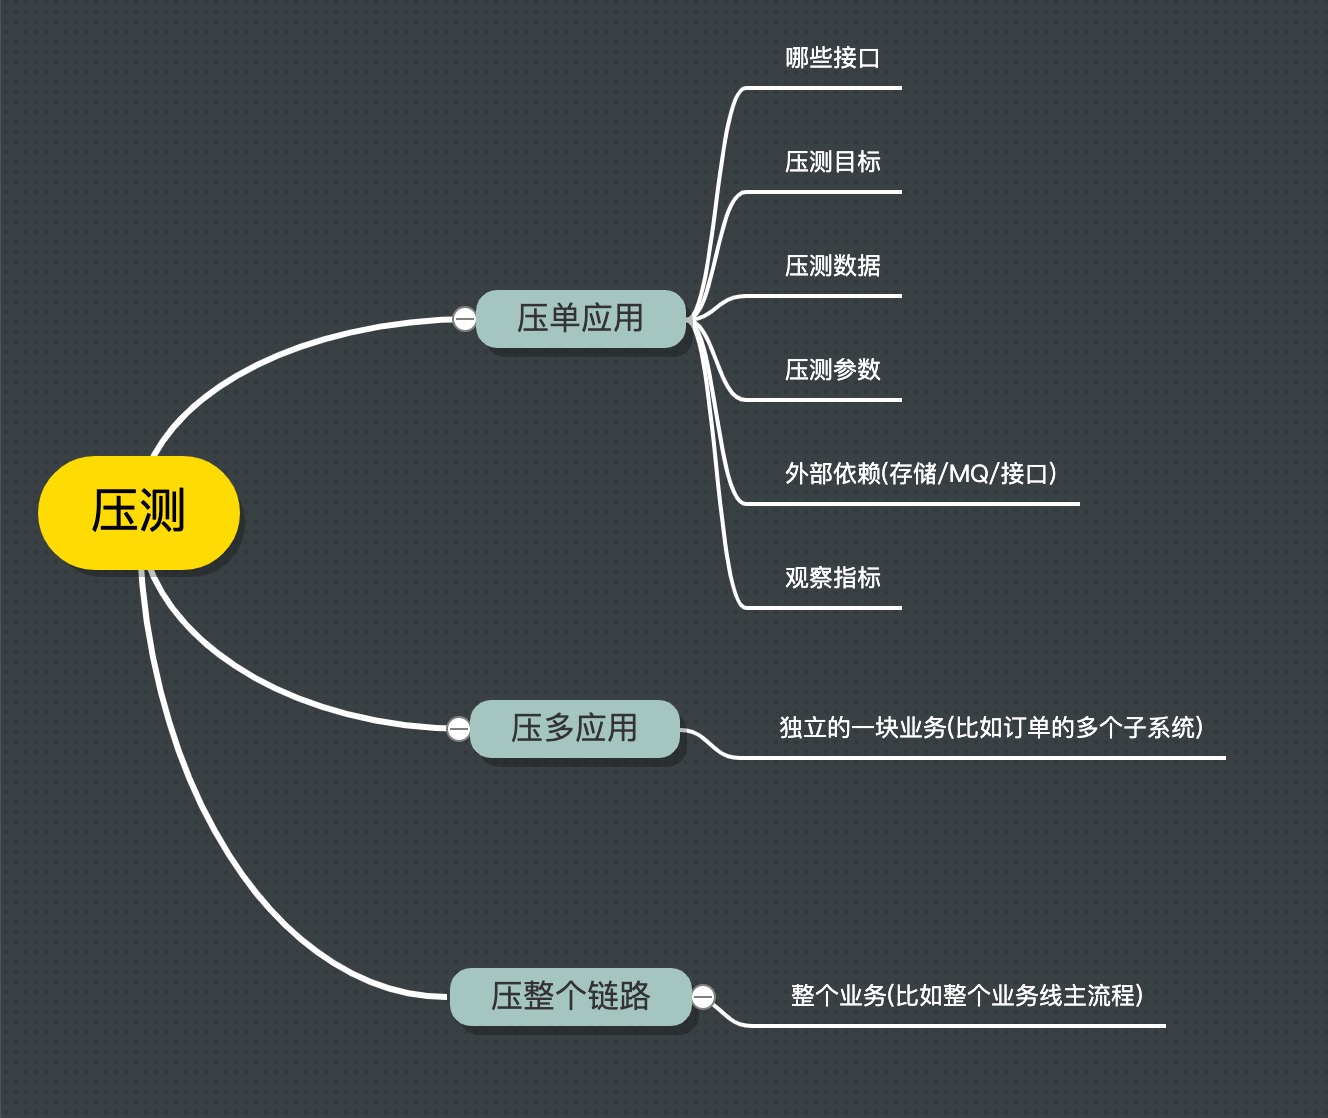 压测
压单应用
哪些接口
压测目标
压测数据
压测参数
外部依赖(存储/MQ/接口)
观察指标
压多应用
独立的一块业务(比如订单的多个子系统)
压整个链路
整个业务(比如整个业务线主流程)